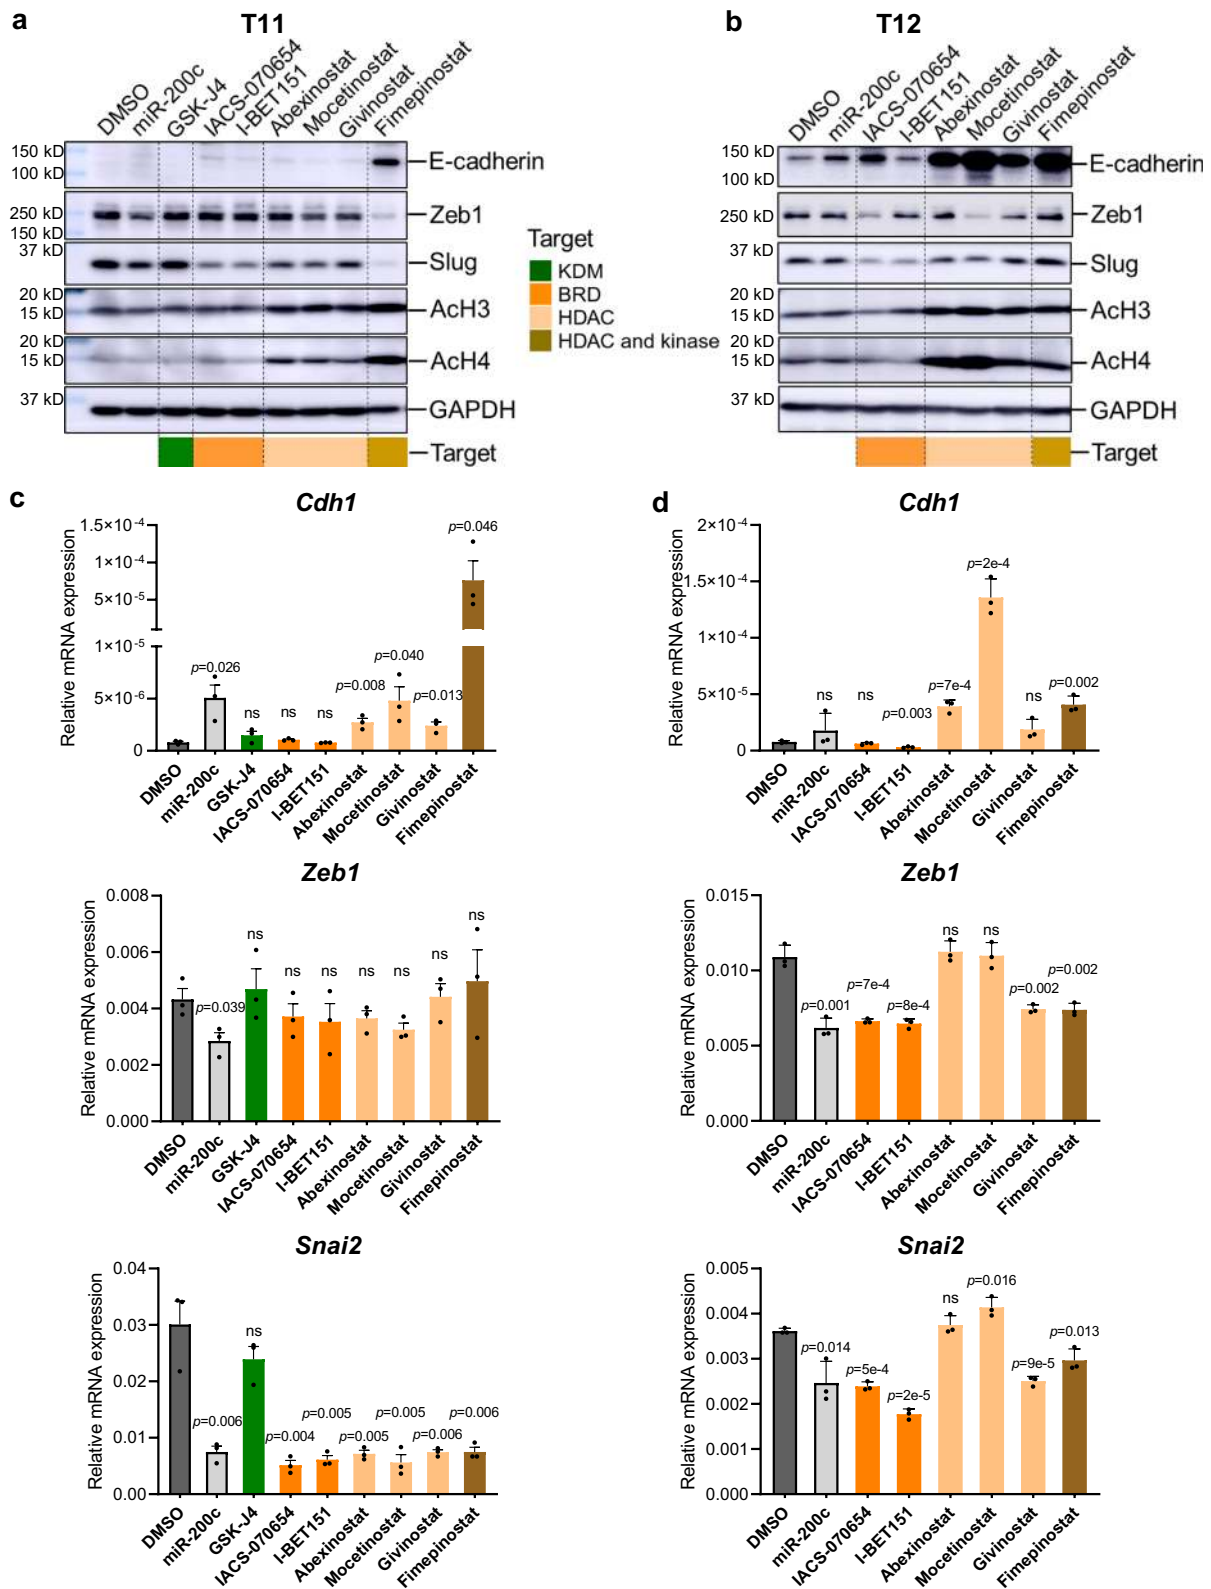 a
T11
DMSO
miR-200c
GSK-J4
IACS-070654
I-BET151
Abexinostat
Mocetinostat
Givinostat
Fimepinostat
150 kD
100 kD
E-cadherin
250 kD
150 kD
Zeb1
37 kD
Slug
20 kD
15 kD
AcH3
20 kD
15 kD
AcH4
37 kD
GAPDH
Target
Target
KDM
BRD
HDAC
HDAC and kinase
b
T12
DMSO
miR-200c
IACS-070654
I-BET151
Abexinostat
Mocetinostat
Givinostat
Fimepinostat
150 kD
100 kD
E-cadherin
250 kD
Zeb1
37 kD
Slug
20 kD
15 kD
AcH3
20 kD
15 kD
AcH4
37 kD
GAPDH
Target
c
Cdh1
Relative mRNA expression
1.5×10⁻⁴
1×10⁻⁴
5×10⁻⁵
1×10⁻⁵
5×10⁻⁶
0
p=0.026
ns
ns
ns
p=0.008
p=0.040
p=0.013
p=0.046
DMSO
miR-200c
GSK-J4
IACS-070654
I-BET151
Abexinostat
Mocetinostat
Givinostat
Fimepinostat
Zeb1
Relative mRNA expression
0.008
0.006
0.004
0.002
0.000
p=0.039
ns
ns
ns
ns
ns
ns
ns
DMSO
miR-200c
GSK-J4
IACS-070654
I-BET151
Abexinostat
Mocetinostat
Givinostat
Fimepinostat
Snai2
Relative mRNA expression
0.04
0.03
0.02
0.01
0.00
p=0.006
ns
p=0.004
p=0.005
p=0.005
p=0.005
p=0.006
p=0.006
DMSO
miR-200c
GSK-J4
IACS-070654
I-BET151
Abexinostat
Mocetinostat
Givinostat
Fimepinostat
d
Cdh1
Relative mRNA expression
2×10⁻⁴
1.5×10⁻⁴
1×10⁻⁴
5×10⁻⁵
0
ns
ns
p=0.003
p=7e-4
p=2e-4
ns
p=0.002
DMSO
miR-200c
IACS-070654
I-BET151
Abexinostat
Mocetinostat
Givinostat
Fimepinostat
Zeb1
Relative mRNA expression
0.015
0.010
0.005
0.000
p=0.001
p=7e-4
p=8e-4
ns
ns
p=0.002
p=0.002
DMSO
miR-200c
IACS-070654
I-BET151
Abexinostat
Mocetinostat
Givinostat
Fimepinostat
Snai2
Relative mRNA expression
0.005
0.004
0.003
0.002
0.001
0.000
p=0.014
p=5e-4
p=2e-5
ns
p=0.016
p=9e-5
p=0.013
DMSO
miR-200c
IACS-070654
I-BET151
Abexinostat
Mocetinostat
Givinostat
Fimepinostat